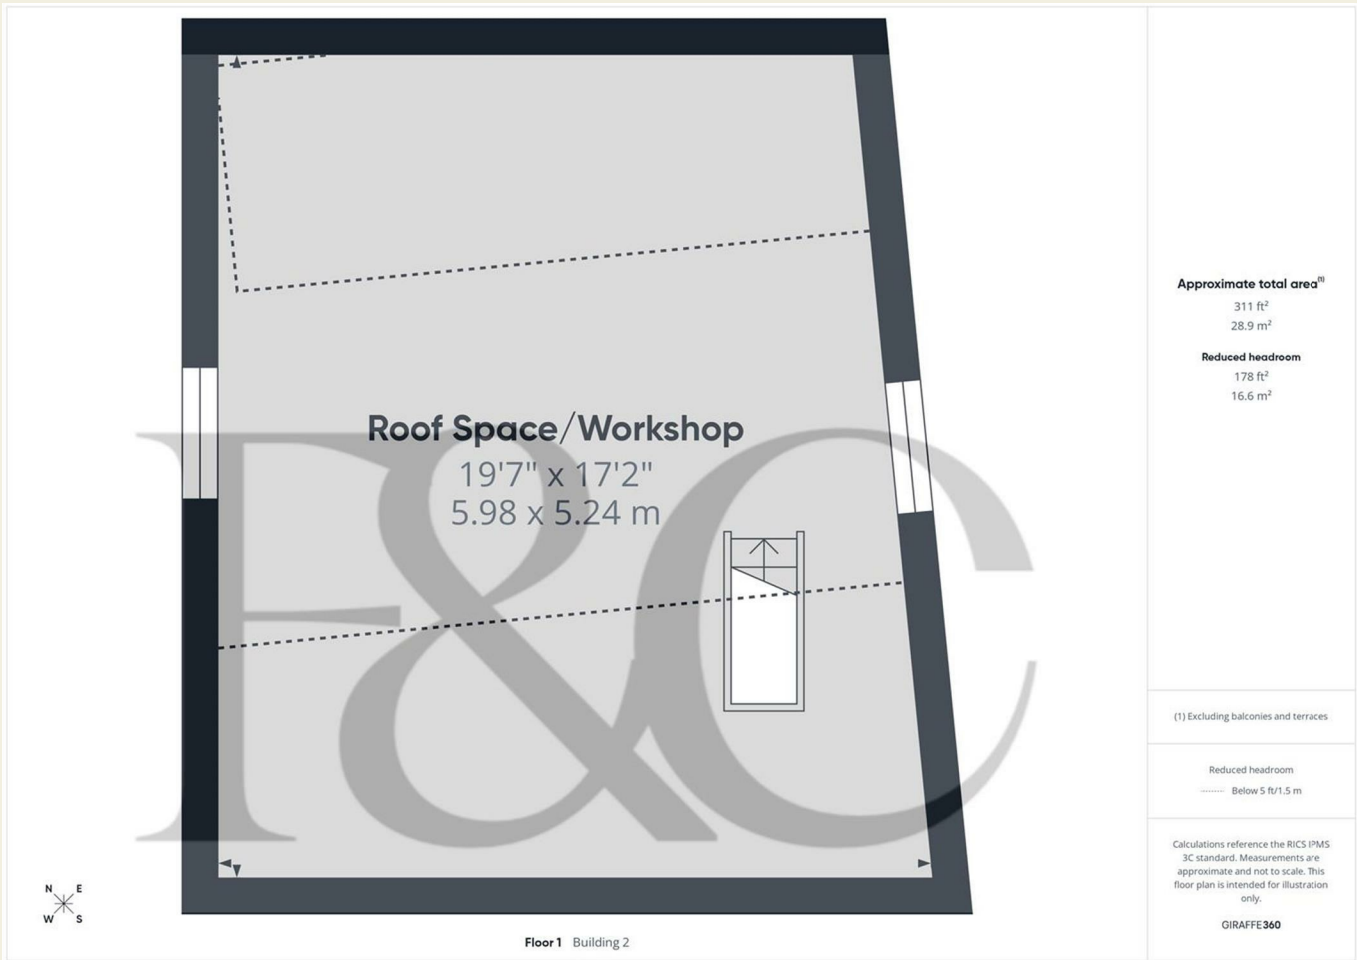 Roof Space/Workshop
19'7" x 17'2"
5.98 x 5.24 m
F&C
N E
W S
Floor 1 Building 2
Approximate total area(1)
311 ft²
28.9 m²
Reduced headroom
178 ft²
16.6 m²
(1) Excluding balconies and terraces
Reduced headroom
Below 5 ft/1.5 m
Calculations reference the RICS IPMS
3C standard. Measurements are
approximate and not to scale. This
floor plan is intended for illustration
only.
GIRAFFE360